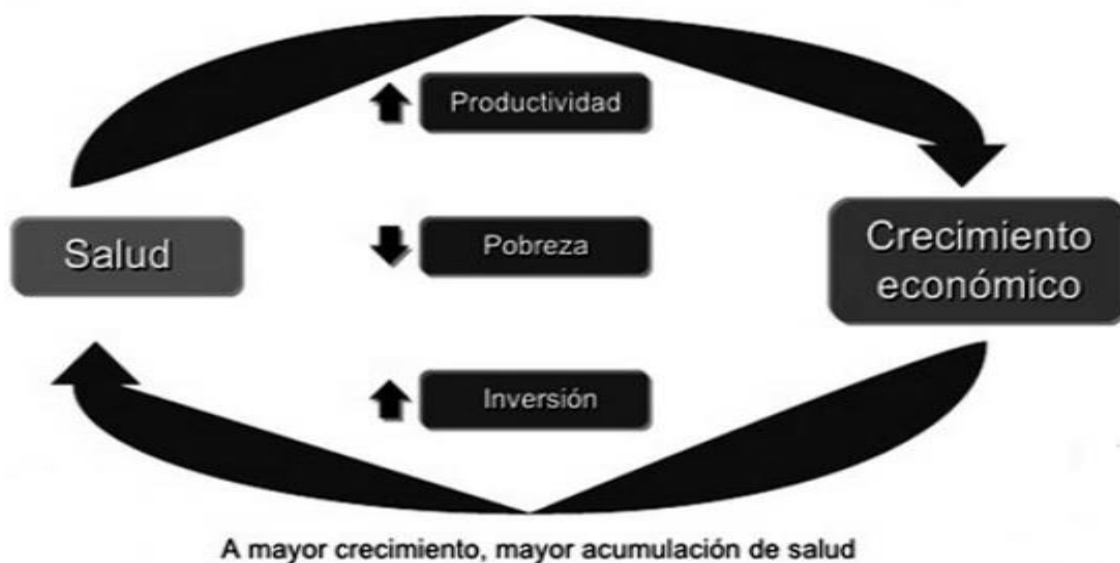 Productividad
Salud
Pobreza
Crecimiento
económico
Inversión
A mayor crecimiento, mayor acumulación de salud